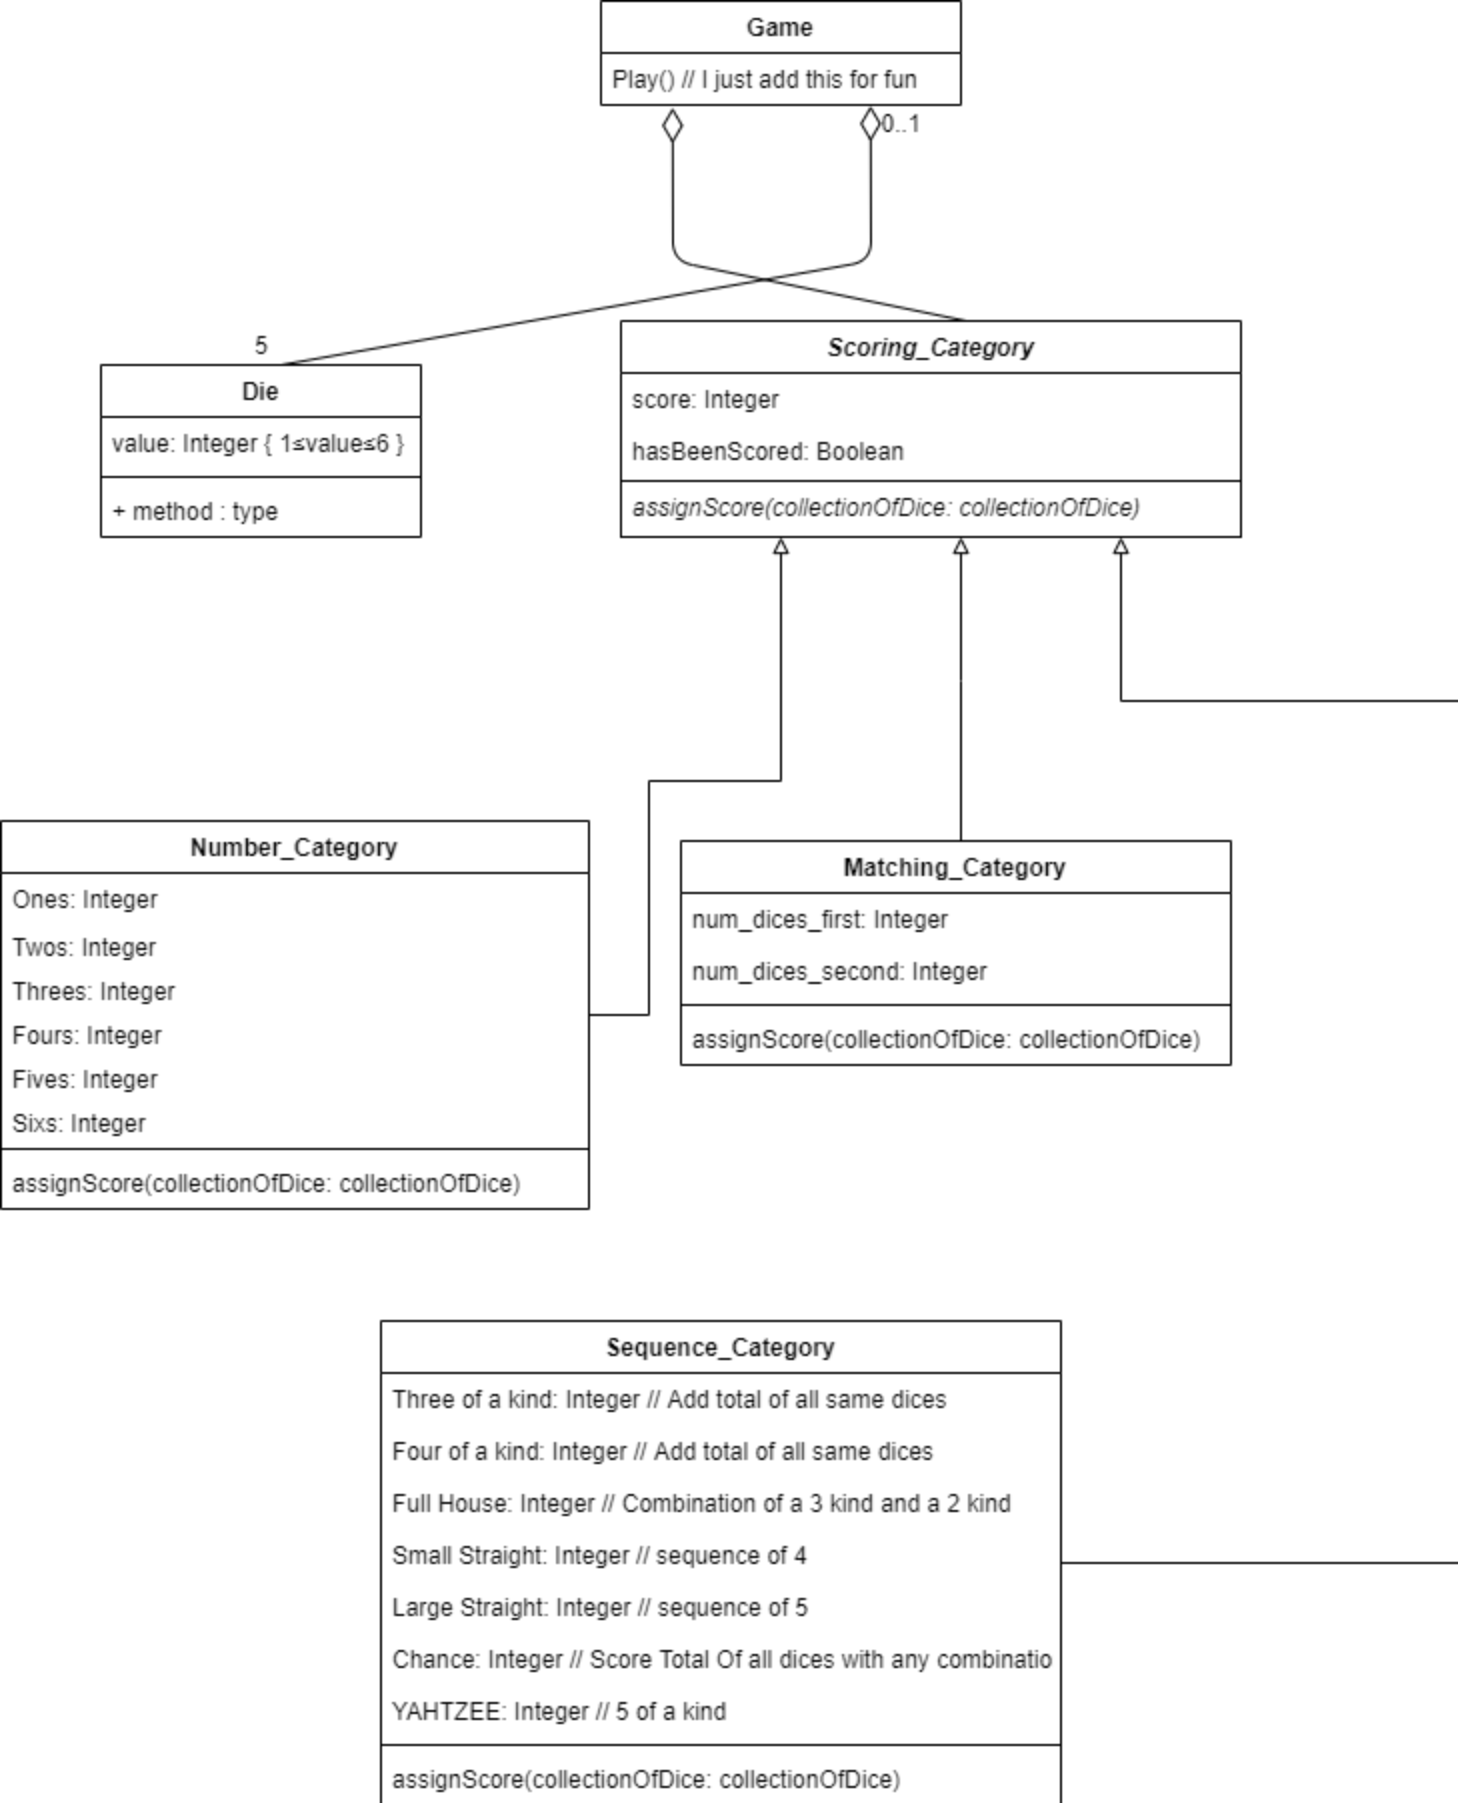 Game
Play() // I just add this for fun
0..1
5
Die
value: Integer { 1≤value≤6 }
+ method : type
Scoring_Category
score: Integer
hasBeenScored: Boolean
assignScore(collectionOfDice: collectionOfDice)
Number_Category
Ones: Integer
Twos: Integer
Threes: Integer
Fours: Integer
Fives: Integer
Sixs: Integer
assignScore(collectionOfDice: collectionOfDice)
Matching_Category
num_dices_first: Integer
num_dices_second: Integer
assignScore(collectionOfDice: collectionOfDice)
Sequence_Category
Three of a kind: Integer // Add total of all same dices
Four of a kind: Integer // Add total of all same dices
Full House: Integer // Combination of a 3 kind and a 2 kind
Small Straight: Integer // sequence of 4
Large Straight: Integer // sequence of 5
Chance: Integer // Score Total Of all dices with any combinatio
YAHTZEE: Integer // 5 of a kind
assignScore(collectionOfDice: collectionOfDice)